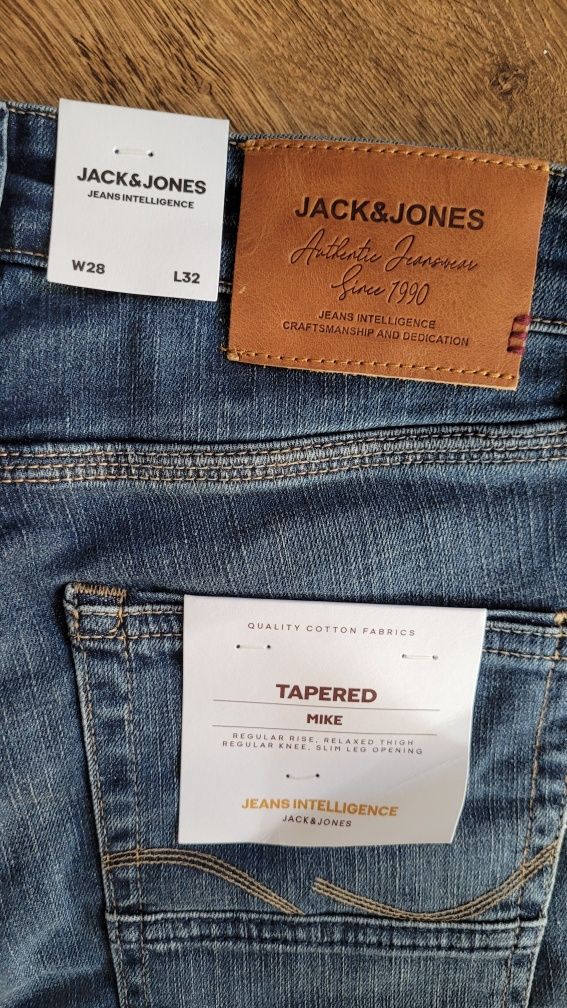 JACK&JONES
JEANS INTELLIGENCE
W28 L32
JACK&JONES
Authentic Jeanswear
Since 1990
JEANS INTELLIGENCE
CRAFTSMANSHIP AND DEDICATION
QUALITY COTTON FABRICS
TAPERED
MIKE
REGULAR RISE, RELAXED THIGH
REGULAR KNEE, SLIM LEG OPENING
JEANS INTELLIGENCE
JACK&JONES